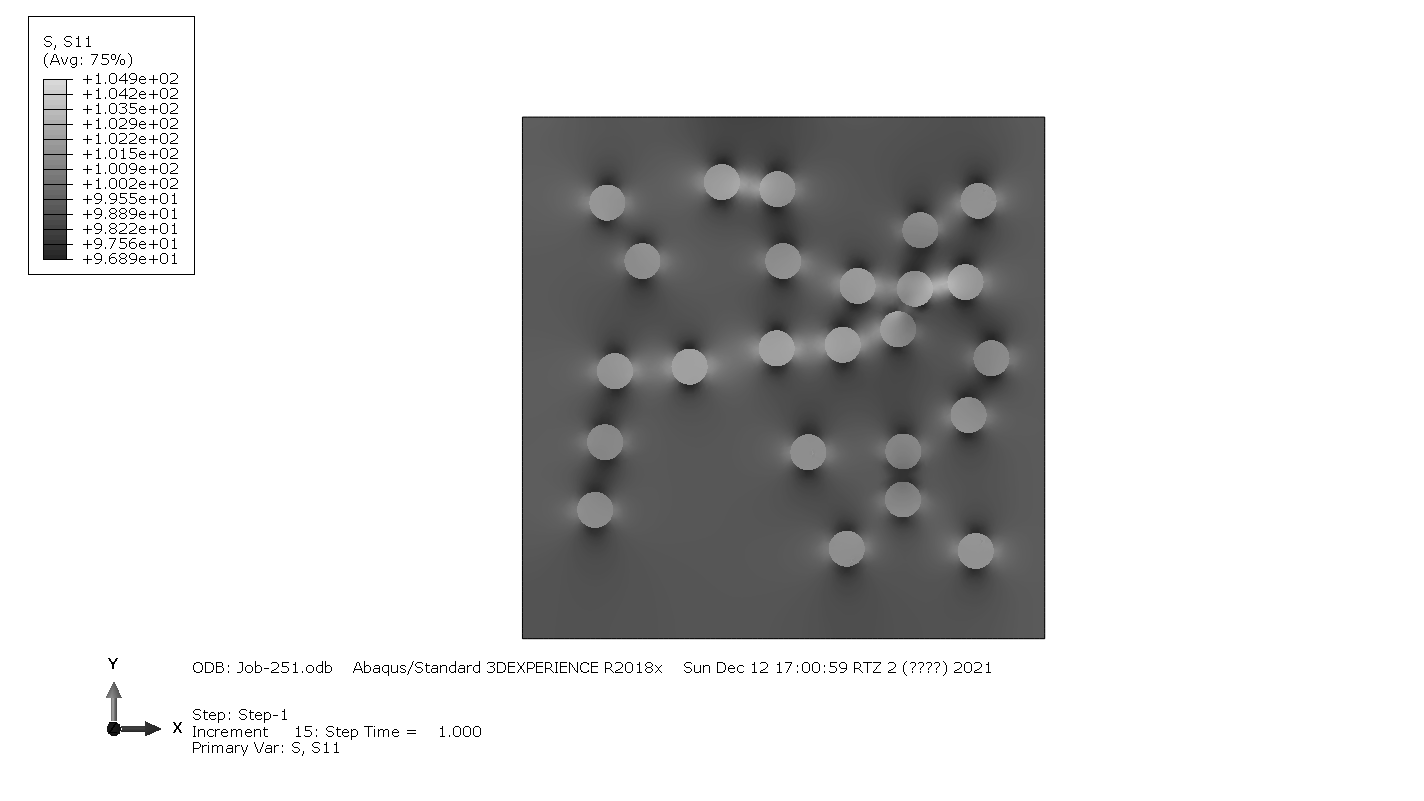 S, S11
(Avg: 75%)
+1.049e+02
+1.042e+02
+1.035e+02
+1.029e+02
+1.022e+02
+1.015e+02
+1.009e+02
+1.002e+02
+9.955e+01
+9.889e+01
+9.822e+01
+9.756e+01
+9.689e+01
ODB: Job-251.odb Abaqus/Standard 3DEXPERIENCE R2018x Sun Dec 12 17:00:59 RTZ 2 (????) 2021
Y
X
Step: Step-1
Increment 15: Step Time = 1.000
Primary Var: S, S11